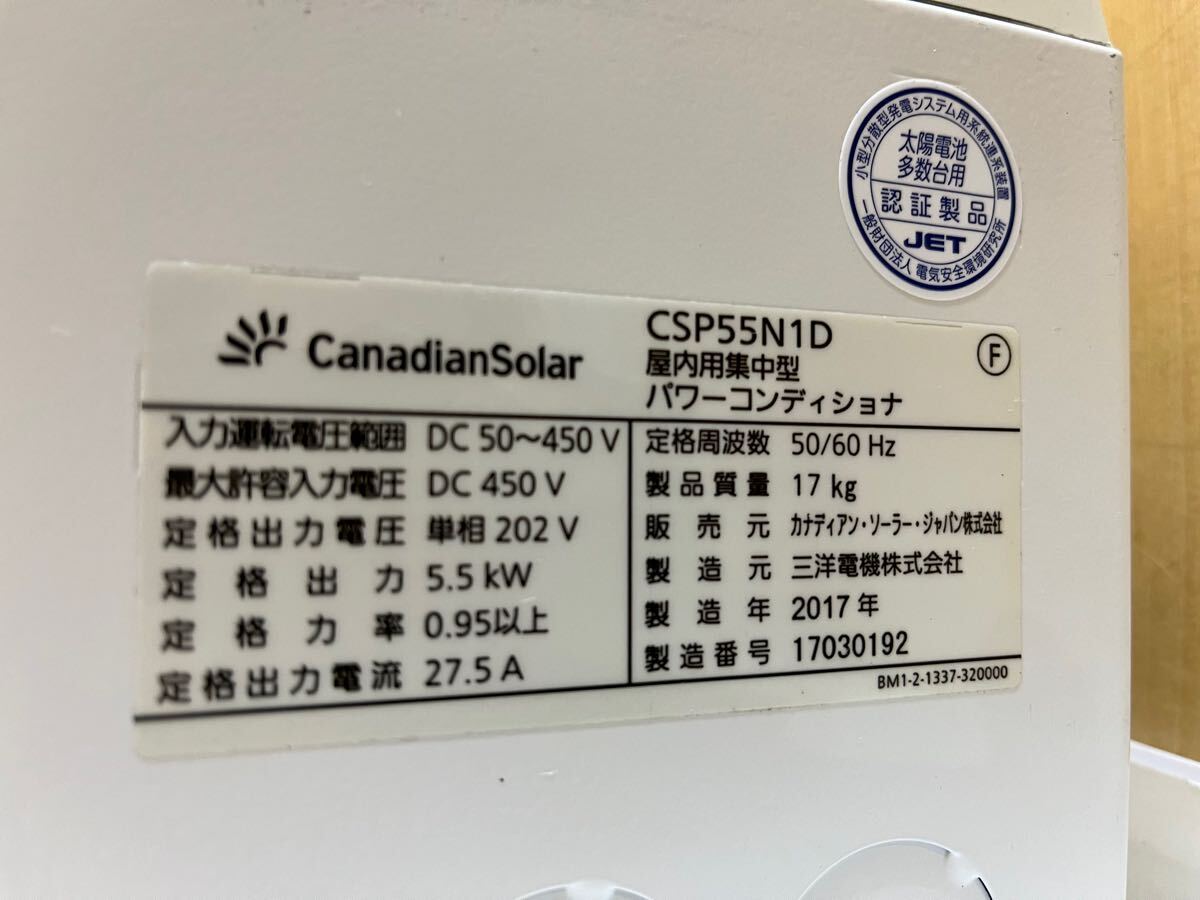 小型分散型発電システム用系統連系装置
太陽電池
多数台用
認証製品
JET
一般財団法人 電気安全環境研究所
CanadianSolar
CSP55N1D
屋内用集中型
パワーコンディショナ
F
入力運転電圧範囲 DC 50～450 V
最大許容入力電圧 DC 450 V
定格出力電圧 単相 202 V
定格出力 5.5 kW
定格力率 0.95以上
定格出力電流 27.5 A
定格周波数 50/60 Hz
製品質量 17 kg
販売元 カナディアン・ソーラー・ジャパン株式会社
製造元 三洋電機株式会社
製造年 2017 年
製造番号 17030192
BM1-2-1337-320000